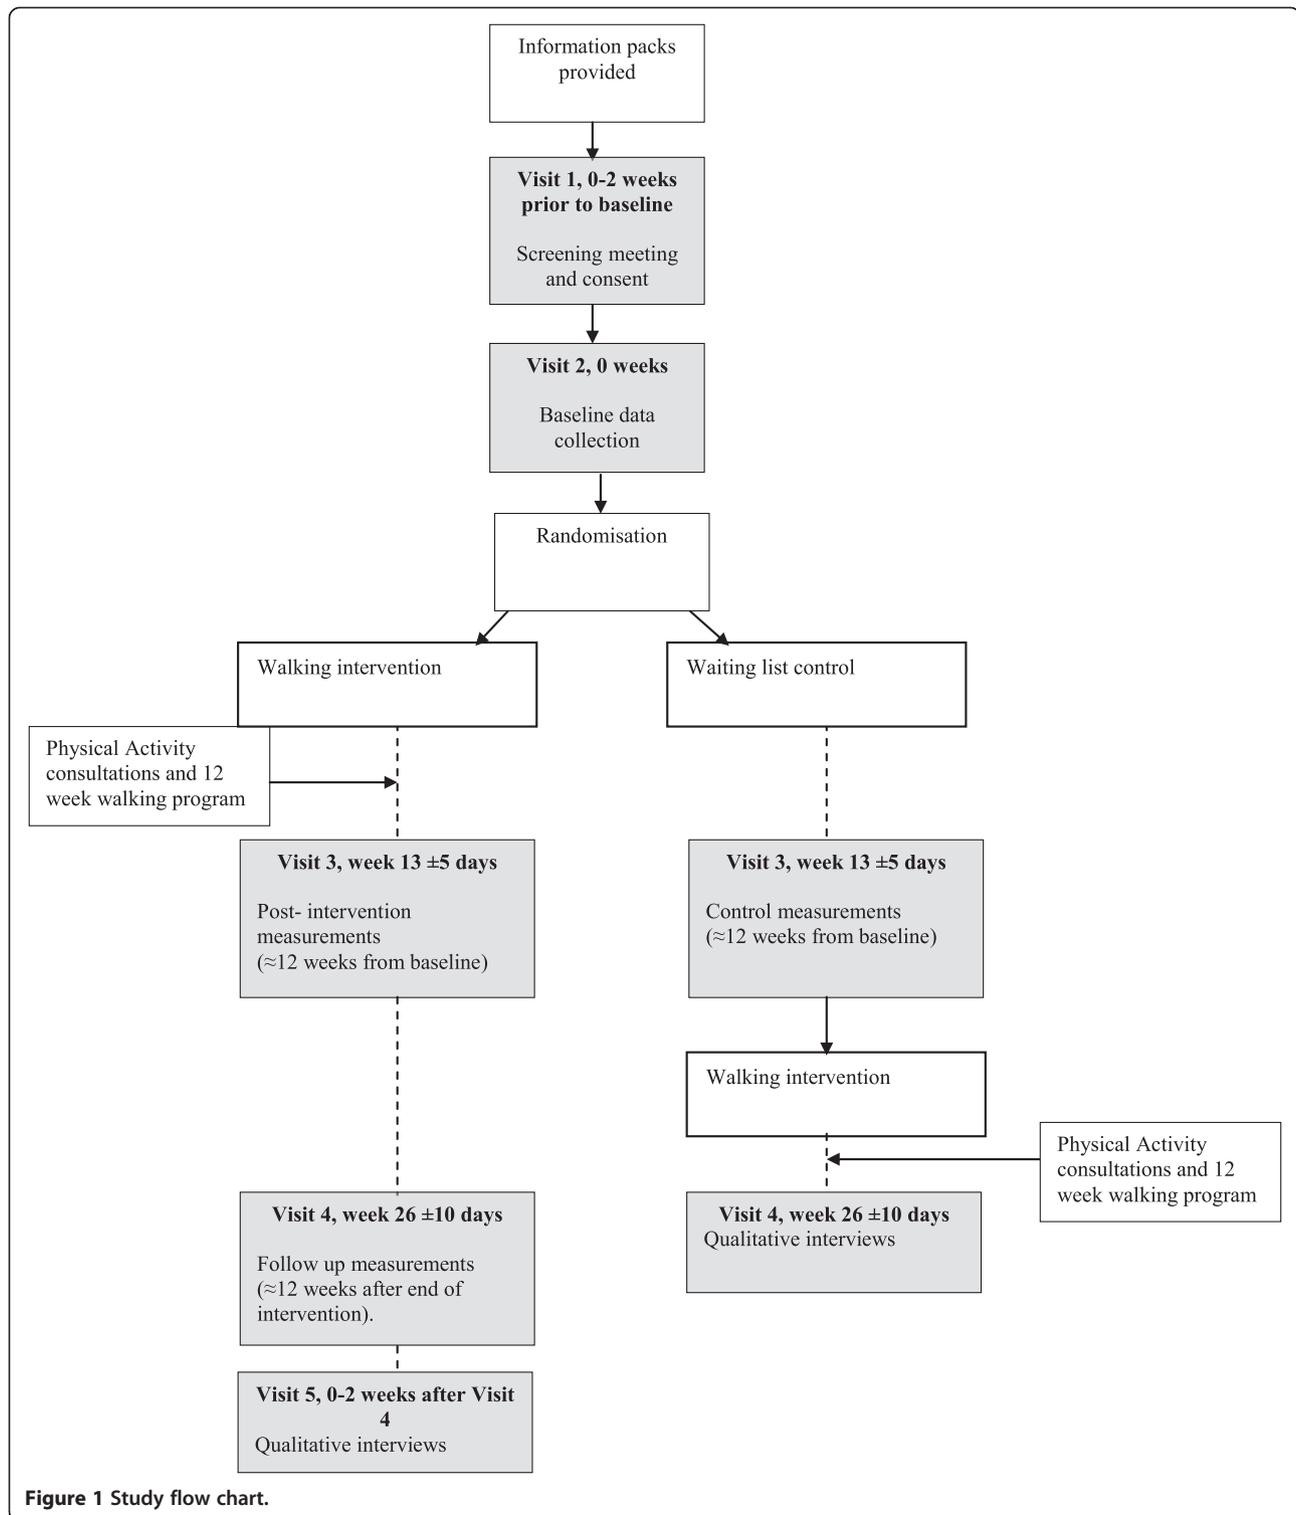 Information packs
provided
Visit 1, 0-2 weeks
prior to baseline
Screening meeting
and consent
Visit 2, 0 weeks
Baseline data
collection
Randomisation
Walking intervention
Waiting list control
Physical Activity
consultations and 12
week walking program
Visit 3, week 13 ±5 days
Post- intervention
measurements
(≈12 weeks from baseline)
Visit 3, week 13 ±5 days
Control measurements
(≈12 weeks from baseline)
Walking intervention
Physical Activity
consultations and 12
week walking program
Visit 4, week 26 ±10 days
Follow up measurements
(≈12 weeks after end of
intervention).
Visit 4, week 26 ±10 days
Qualitative interviews
Visit 5, 0-2 weeks after Visit
4
Qualitative interviews
Figure 1 Study flow chart.